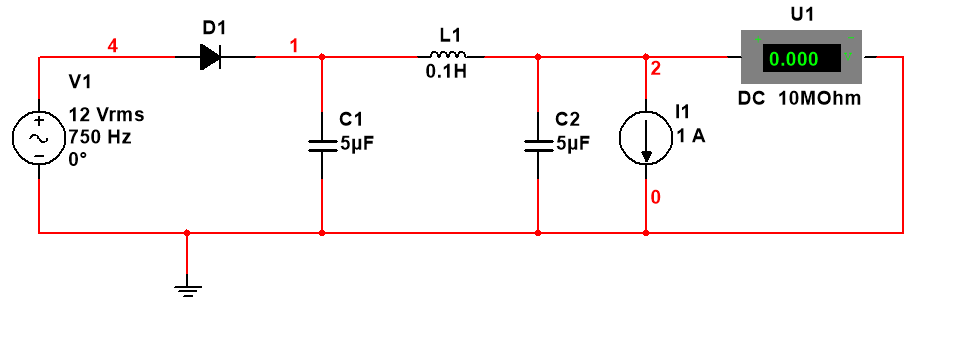 U1
D1
4
1
L1
0.1H
2
0.000 V
DC 10MOhm
V1
12 Vrms
750 Hz
0°
C1
5µF
C2
5µF
I1
1 A
0